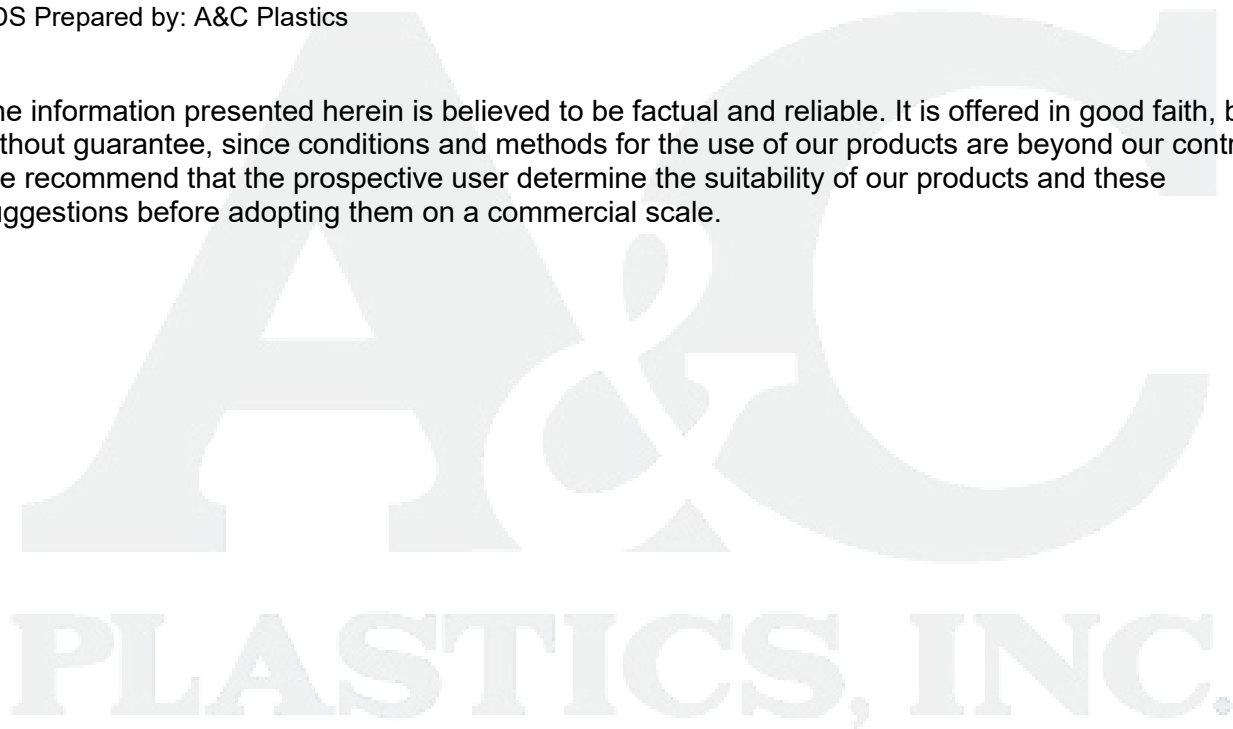 DS Prepared by: A&C Plastics
he information presented herein is believed to be factual and reliable. It is offered in good faith, b
thout guarantee, since conditions and methods for the use of our products are beyond our contr
e recommend that the prospective user determine the suitability of our products and these
ggestions before adopting them on a commercial scale.
A&C
PLASTICS, INC.